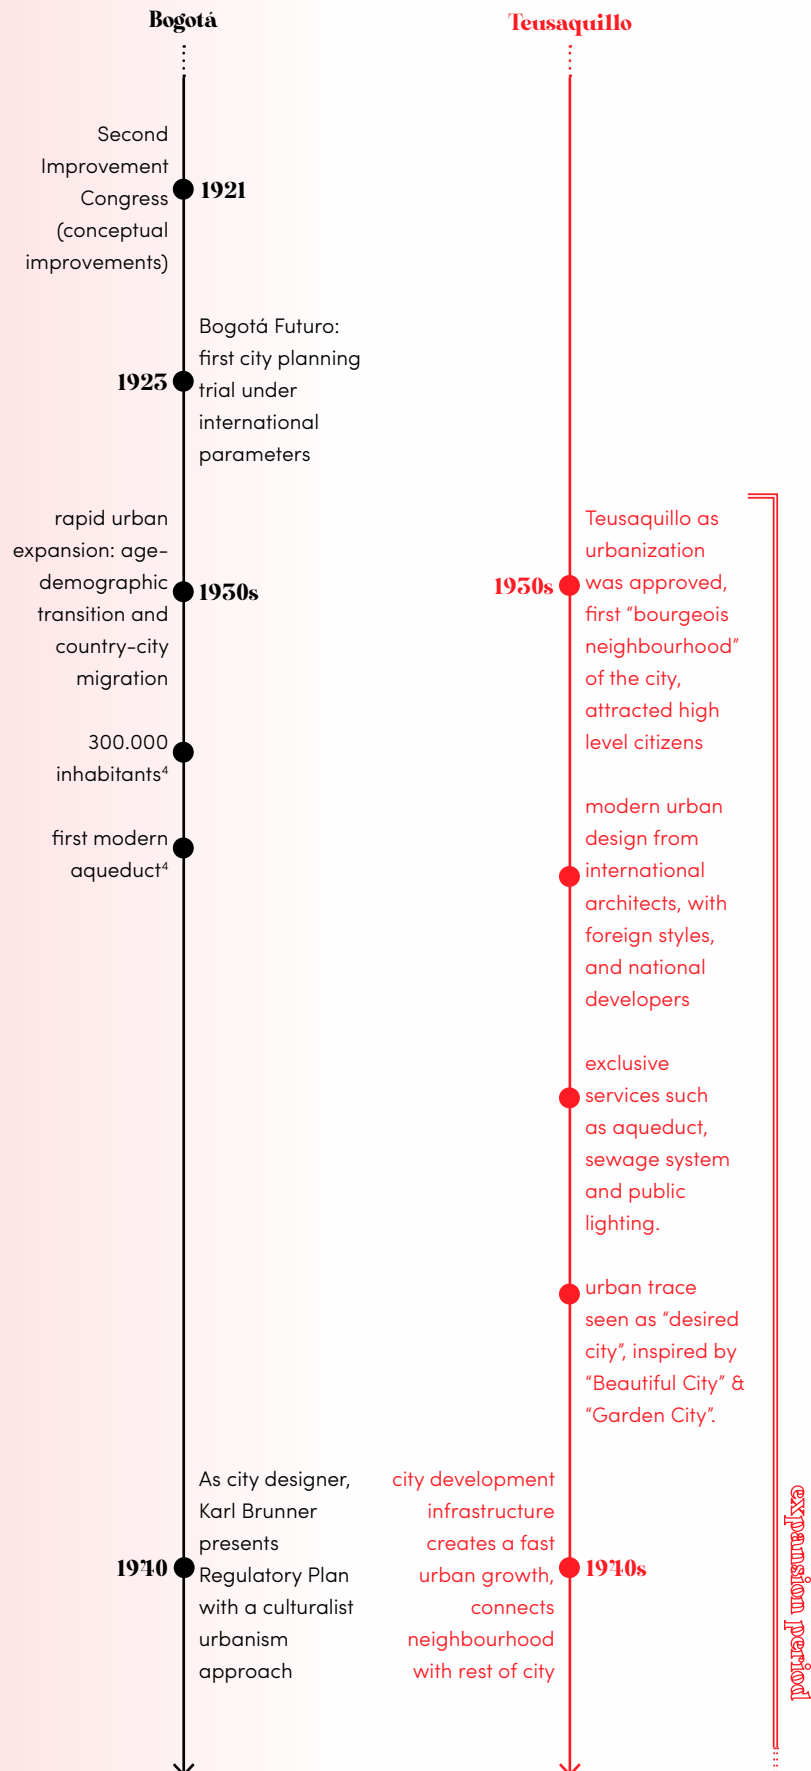 Bogotá
Second
Improvement
Congress
(conceptual
improvements)
1921
1923
Bogotá Futuro:
first city planning
trial under
international
parameters
rapid urban
expansion: age-
demographic
transition and
country-city
migration
1930s
300.000
inhabitants⁴
first modern
aqueduct⁴
1940
As city designer,
Karl Brunner
presents
Regulatory Plan
with a culturalist
urbanism
approach
Teusaquillo
1930s
Teusaquillo as
urbanization
was approved,
first “bourgeois
neighbourhood”
of the city,
attracted high
level citizens
modern urban
design from
international
architects, with
foreign styles,
and national
developers
exclusive
services such
as aqueduct,
sewage system
and public
lighting.
urban trace
seen as “desired
city”, inspired by
“Beautiful City” &
“Garden City”.
city development
infrastructure
creates a fast
urban growth,
connects
neighbourhood
with rest of city
1940s
expansion period